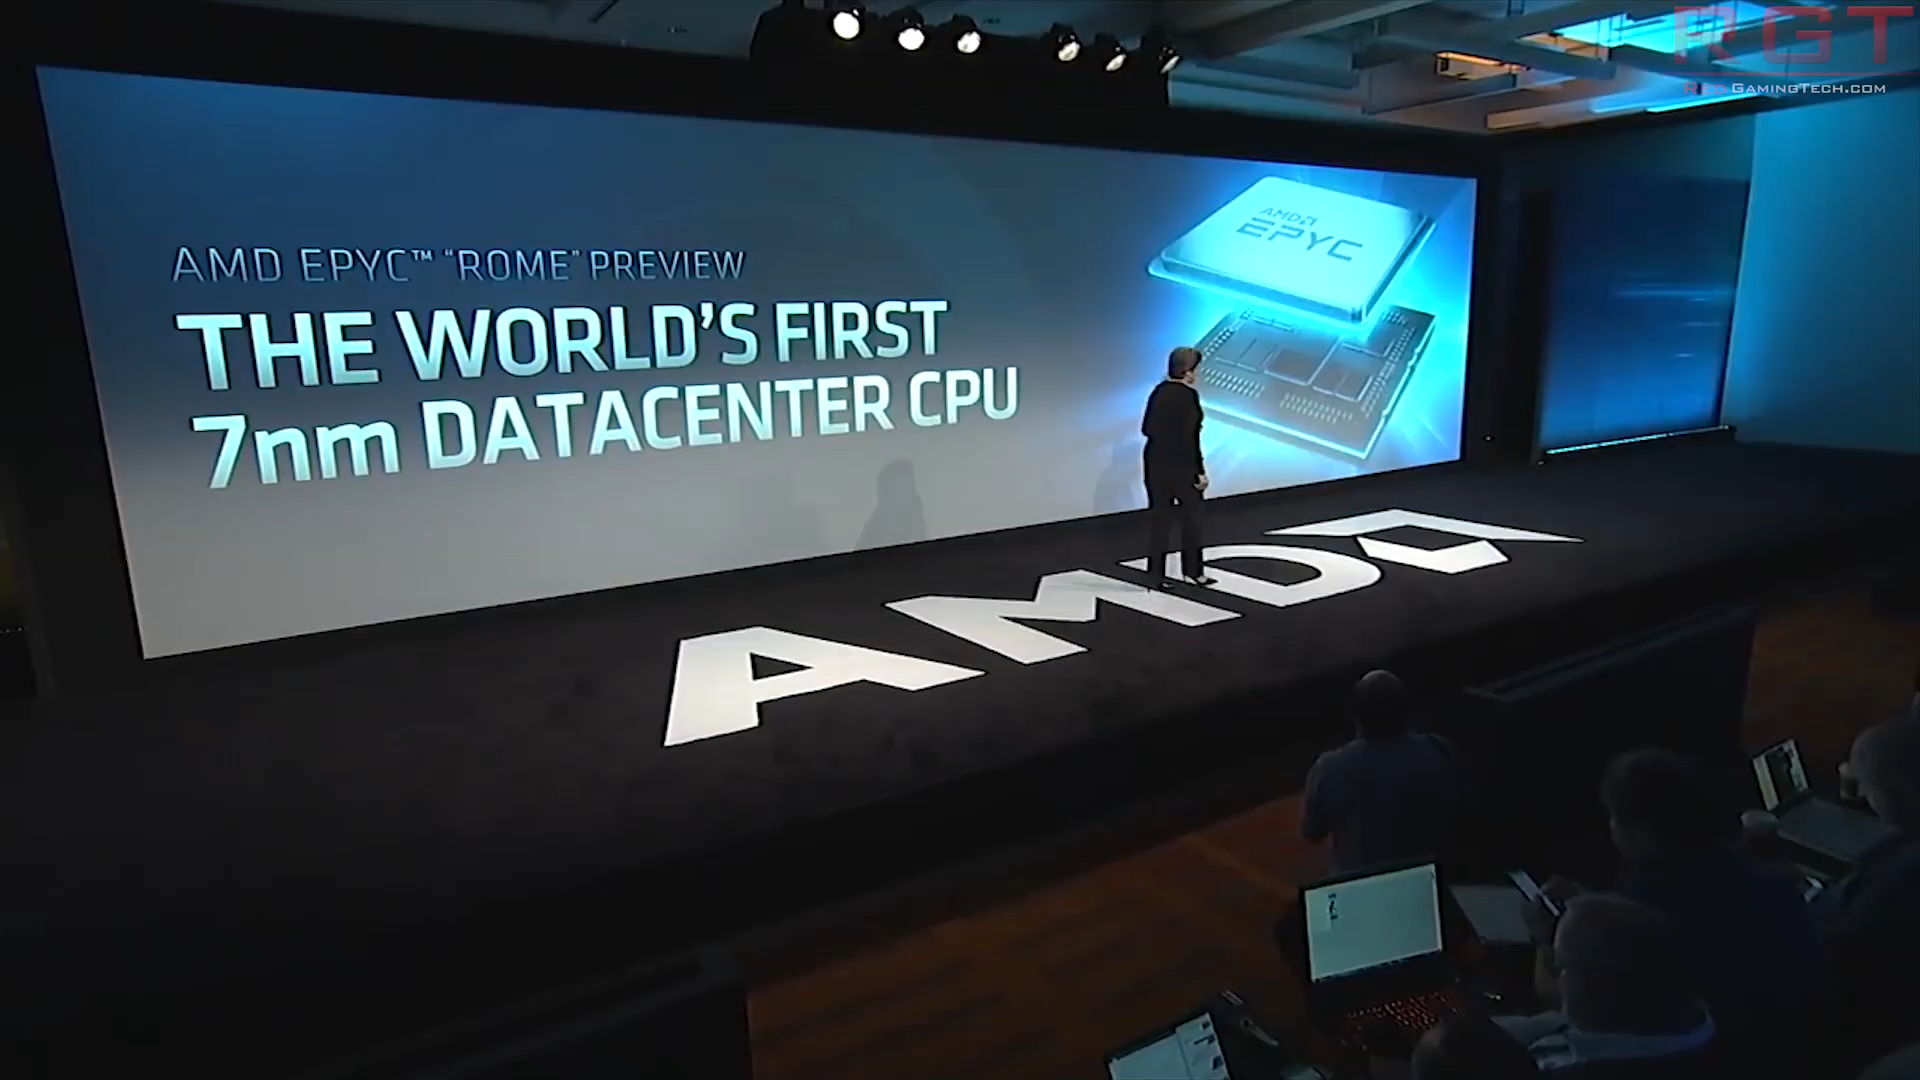 RGT
REDGAMINGTECH.COM
AMD EPYC™ "ROME" PREVIEW
THE WORLD'S FIRST
7nm DATACENTER CPU
AMD
EPYC
AMD